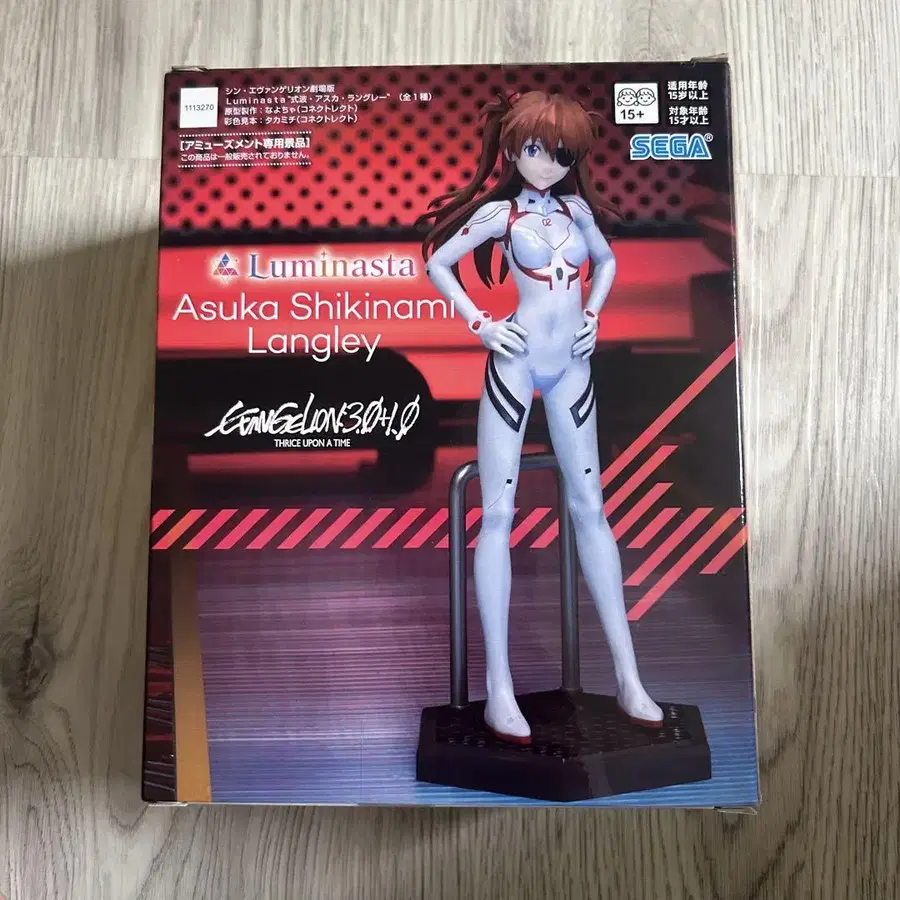 1113270
シン・エヴァンゲリオン劇場版
Luminasta "式波・アスカ・ラングレー" (全1種)
原型製作:なよちゃ(コネクトレクト)
彩色見本:タカミチ(コネクトレクト)
[アミューズメント専用景品]
この商品は一般販売されておりません。
15+
适用年龄
15岁以上
対象年齢
15才以上
SEGA®
Luminasta
Asuka Shikinami
Langley
EVANGELION:3.0+1.0
THRICE UPON A TIME
02